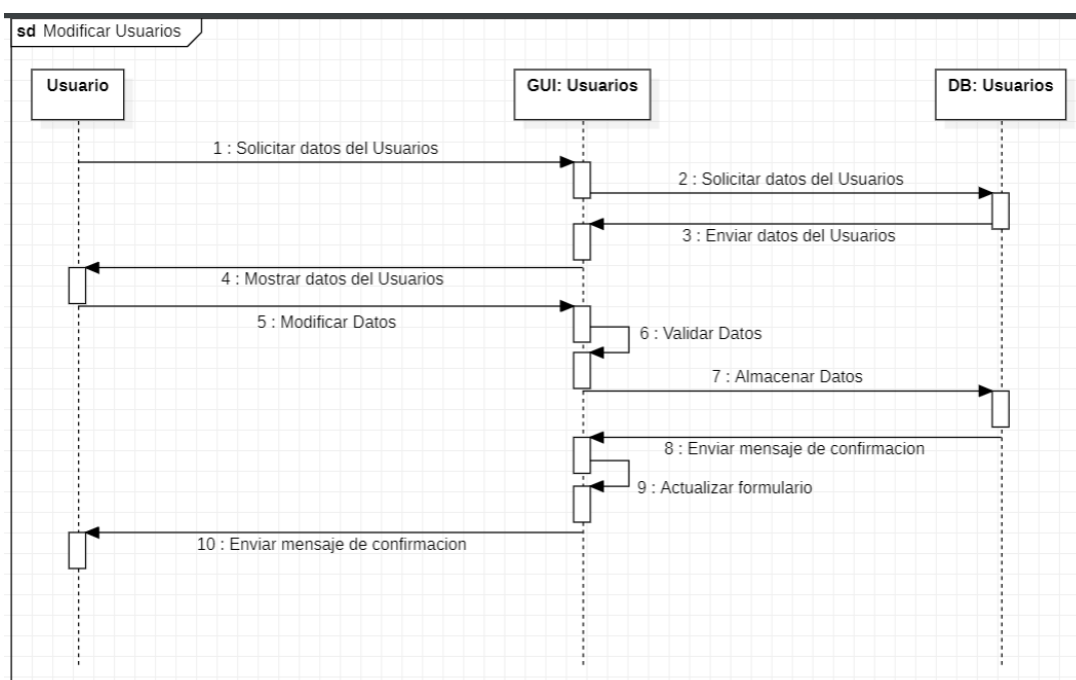 sd Modificar Usuarios
Usuario
GUI: Usuarios
DB: Usuarios
1 : Solicitar datos del Usuarios
2 : Solicitar datos del Usuarios
3 : Enviar datos del Usuarios
4 : Mostrar datos del Usuarios
5 : Modificar Datos
6 : Validar Datos
7 : Almacenar Datos
8 : Enviar mensaje de confirmacion
9 : Actualizar formulario
10 : Enviar mensaje de confirmacion